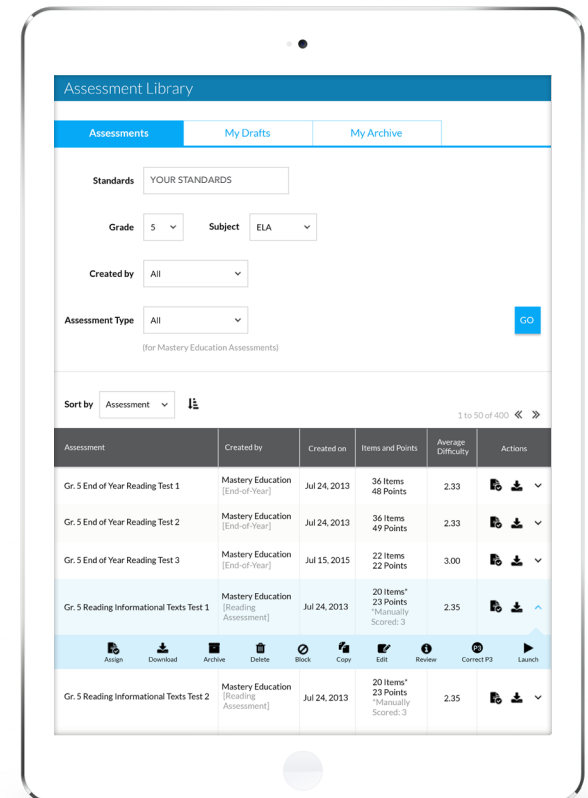 Assessment Library
Assessments My Drafts My Archive
Standards YOUR STANDARDS
Grade 5 Subject ELA
Created by All
Assessment Type All GO
(for Mastery Education Assessments)
Sort by Assessment
1 to 50 of 400
Assessment Created by Created on Items and Points Average Difficulty Actions
Gr. 5 End of Year Reading Test 1 Mastery Education Jul 24, 2013 36 Items 2.33
[End-of-Year] 48 Points
Gr. 5 End of Year Reading Test 2 Mastery Education Jul 24, 2013 36 Items 2.33
[End-of-Year] 49 Points
Gr. 5 End of Year Reading Test 3 Mastery Education Jul 15, 2015 22 Items 3.00
[End-of-Year] 22 Points
Gr. 5 Reading Informational Texts Test 1 Mastery Education Jul 24, 2013 20 Items* 2.35
[Reading 23 Points
Assessment] *Manually
Scored: 3
P3
Assign Download Archive Delete Block Copy Edit Review Correct P3 Launch
Gr. 5 Reading Informational Texts Test 2 Mastery Education Jul 24, 2013 20 Items* 2.35
[Reading 23 Points
Assessment] *Manually
Scored: 3